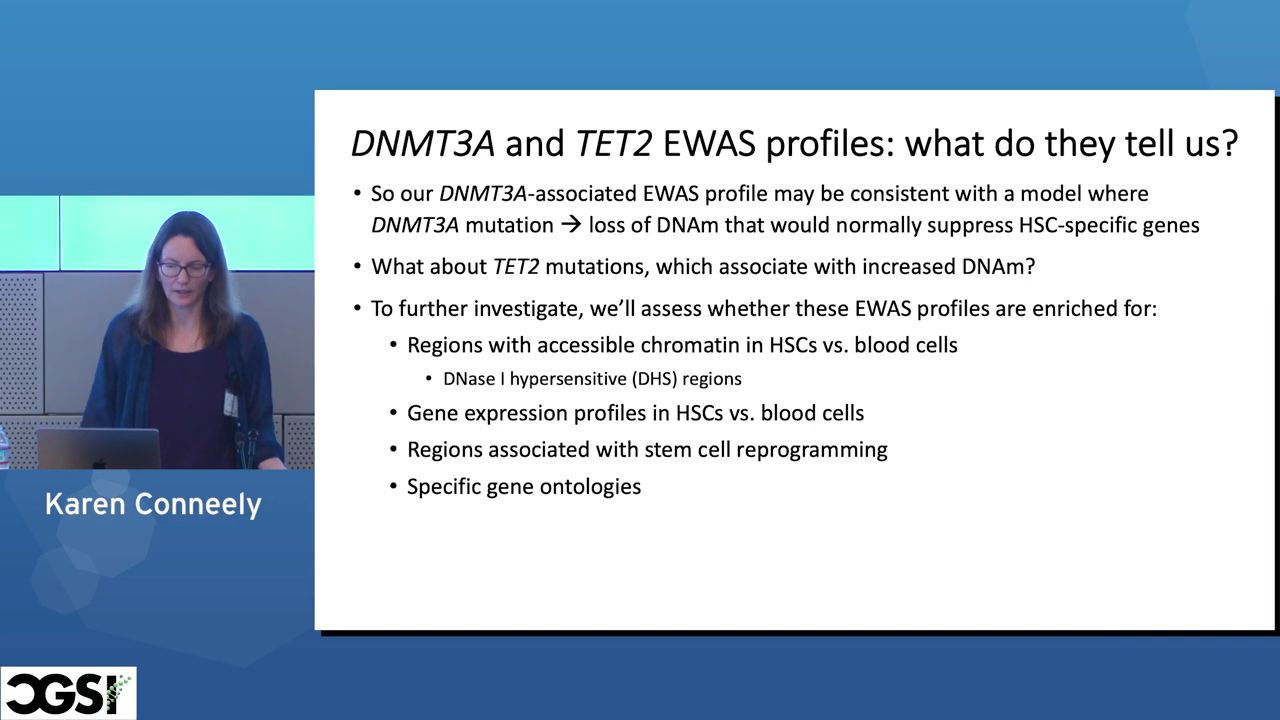 DNMT3A and TET2 EWAS profiles: what do they tell us?
• So our DNMT3A-associated EWAS profile may be consistent with a model where
DNMT3A mutation → loss of DNAm that would normally suppress HSC-specific genes
• What about TET2 mutations, which associate with increased DNAm?
• To further investigate, we’ll assess whether these EWAS profiles are enriched for:
• Regions with accessible chromatin in HSCs vs. blood cells
• DNase I hypersensitive (DHS) regions
• Gene expression profiles in HSCs vs. blood cells
• Regions associated with stem cell reprogramming
• Specific gene ontologies
Karen Conneely
CGSI